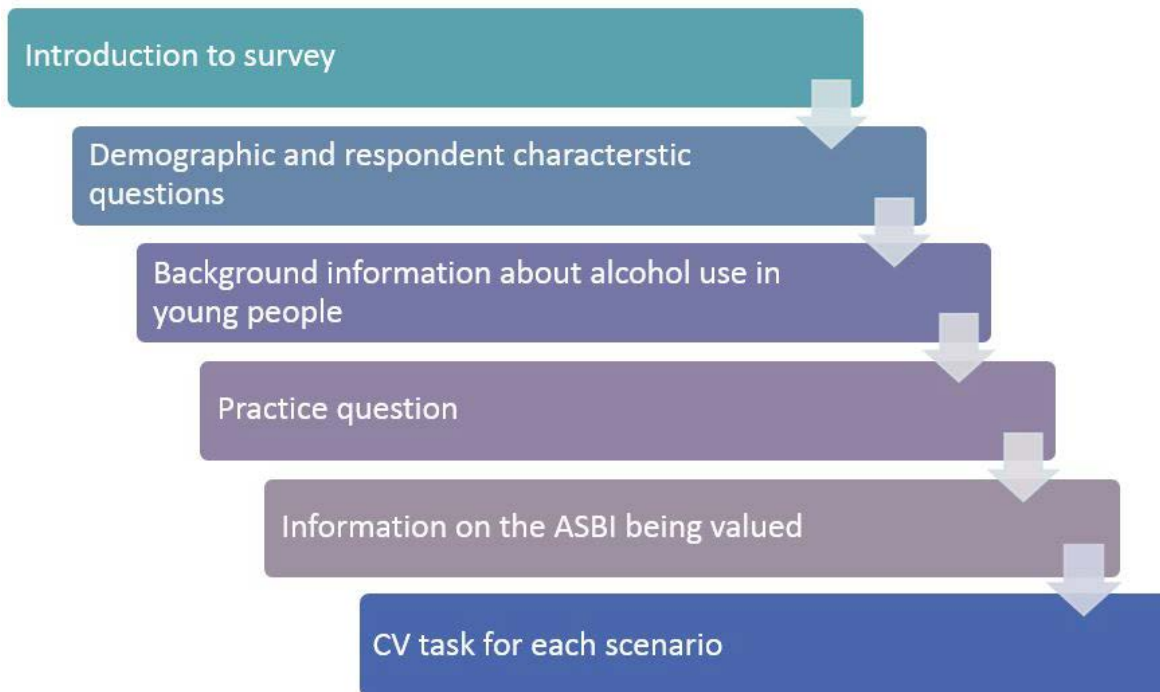 Introduction to survey
Demographic and respondent characterstic
questions
Background information about alcohol use in
young people
Practice question
Information on the ASBI being valued
CV task for each scenario